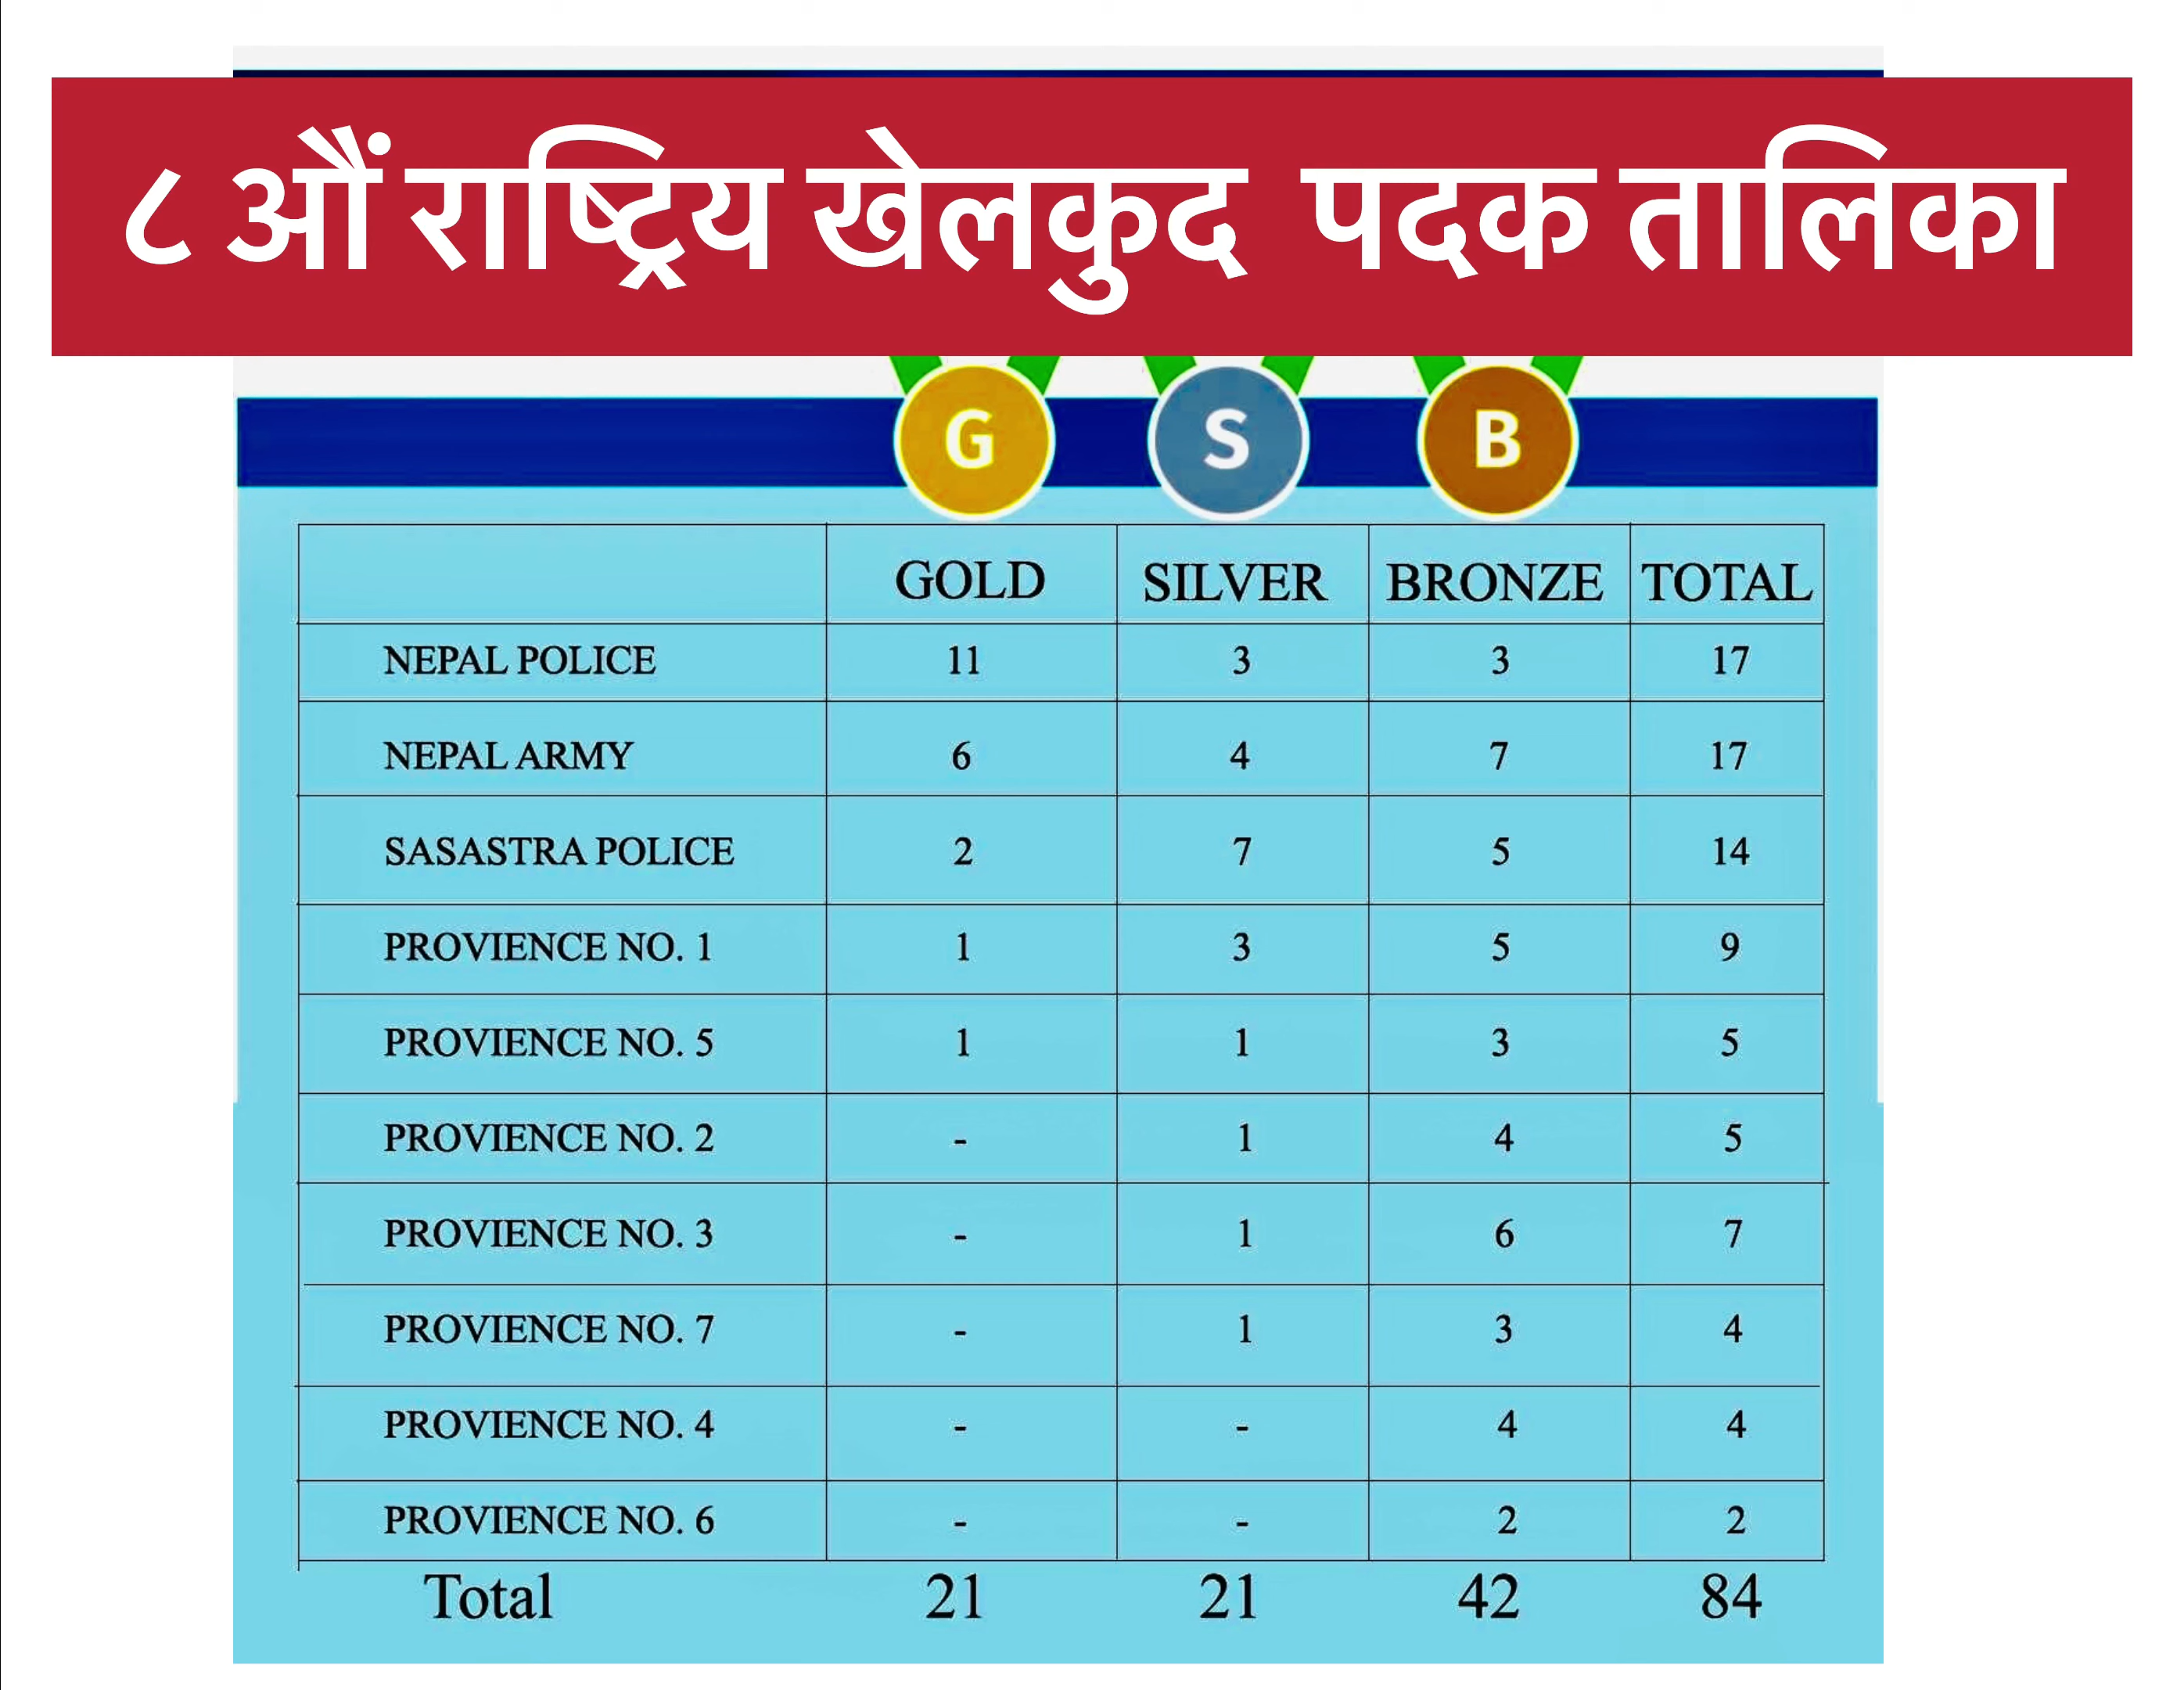 ८ औं राष्ट्रिय खेलकुद पदक तालिका
G S B
GOLD SILVER BRONZE TOTAL
NEPAL POLICE 11 3 3 17
NEPAL ARMY 6 4 7 17
SASASTRA POLICE 2 7 5 14
PROVIENCE NO. 1 1 3 5 9
PROVIENCE NO. 5 1 1 3 5
PROVIENCE NO. 2 - 1 4 5
PROVIENCE NO. 3 - 1 6 7
PROVIENCE NO. 7 - 1 3 4
PROVIENCE NO. 4 - - 4 4
PROVIENCE NO. 6 - - 2 2
Total 21 21 42 84